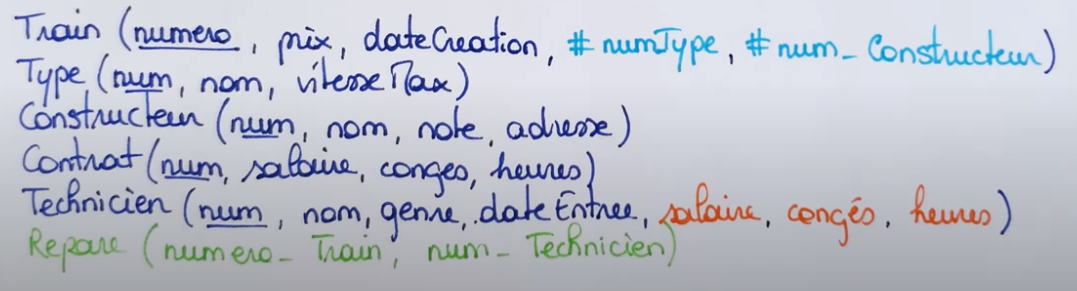 Train (numero, prix, dateCreation, #numType, #num_Constructeur)
Type (num, nom, vitesseMax)
Constructeur (num, nom, note, adresse)
Contrat (num, salaire, congés, heures)
Technicien (num, nom, genre, dateEntree, salaire, congés, heures)
Repare (numero_Train, num_Technicien)